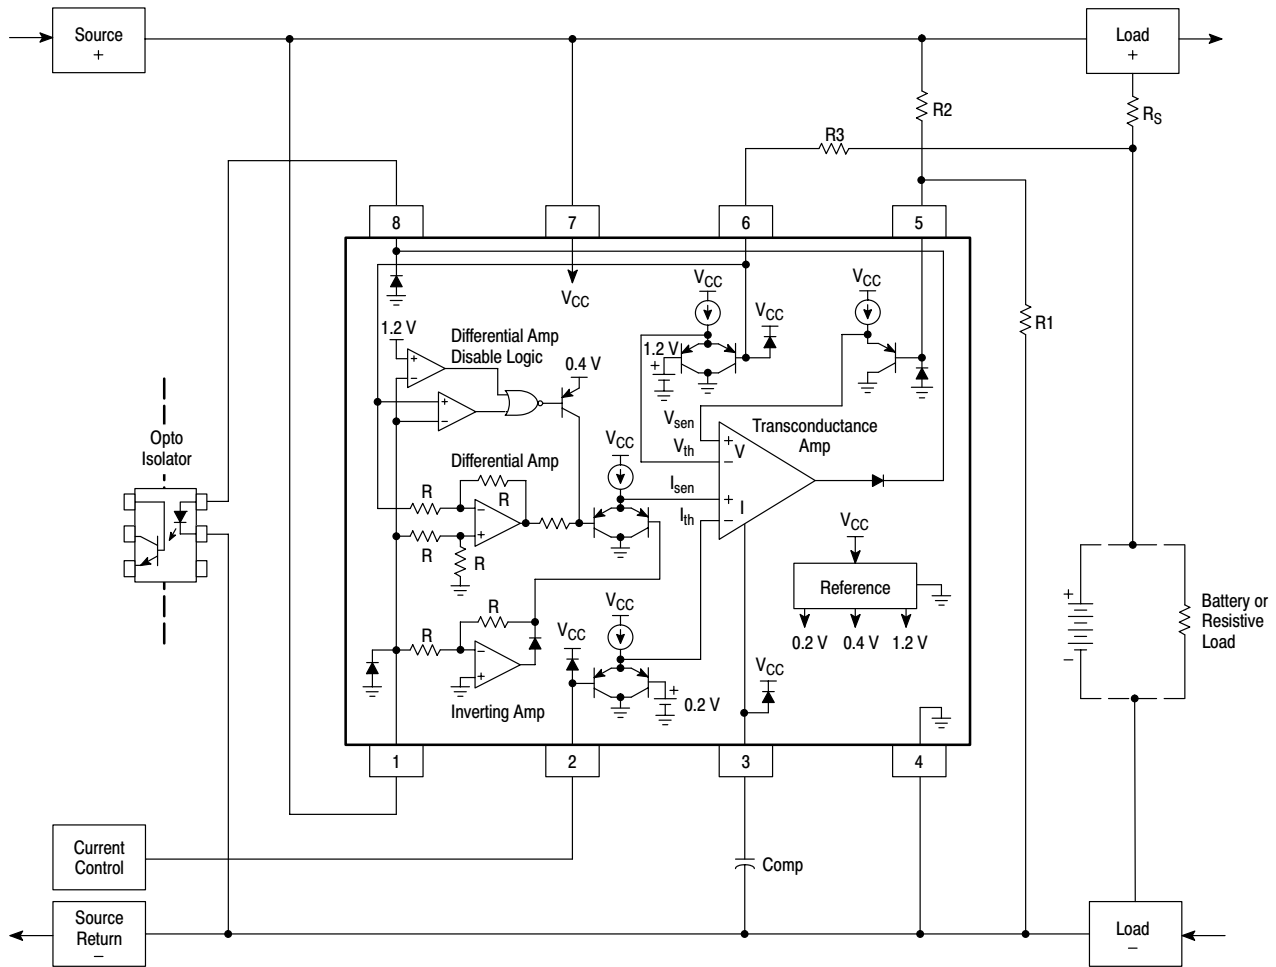 Source
+
Load
+
R2
RS
R3
8
7
6
5
VCC
VCC
VCC
VCC
R1
1.2 V
Differential Amp
Disable Logic
0.4 V
1.2 V
+
+
−
+
−
Vsen
Vth
Transconductance
Amp
+
V
−
Opto
Isolator
VCC
Differential Amp
R
R
−
+
Isen
Ith
+
I
−
VCC
R
R
Reference
0.2 V
0.4 V
1.2 V
+
−
Battery or
Resistive
Load
R
R
−
+
VCC
VCC
VCC
+
0.2 V
Inverting Amp
1
2
3
4
Current
Control
Comp
Source
Return
−
Load
−